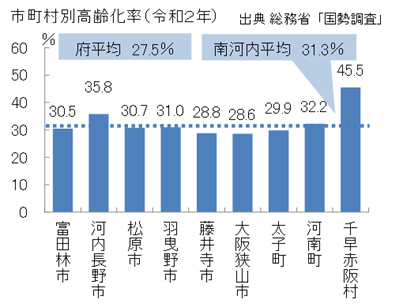 市町村別高齢化率(令和2年)
出典 総務省「国勢調査」
%
府平均 27.5%
南河内平均 31.3%
60
50
40
30
20
10
0
30.5
35.8
30.7
31.0
28.8
28.6
29.9
32.2
45.5
富田林市
河内長野市
松原市
羽曳野市
藤井寺市
大阪狭山市
太子町
河南町
千早赤阪村